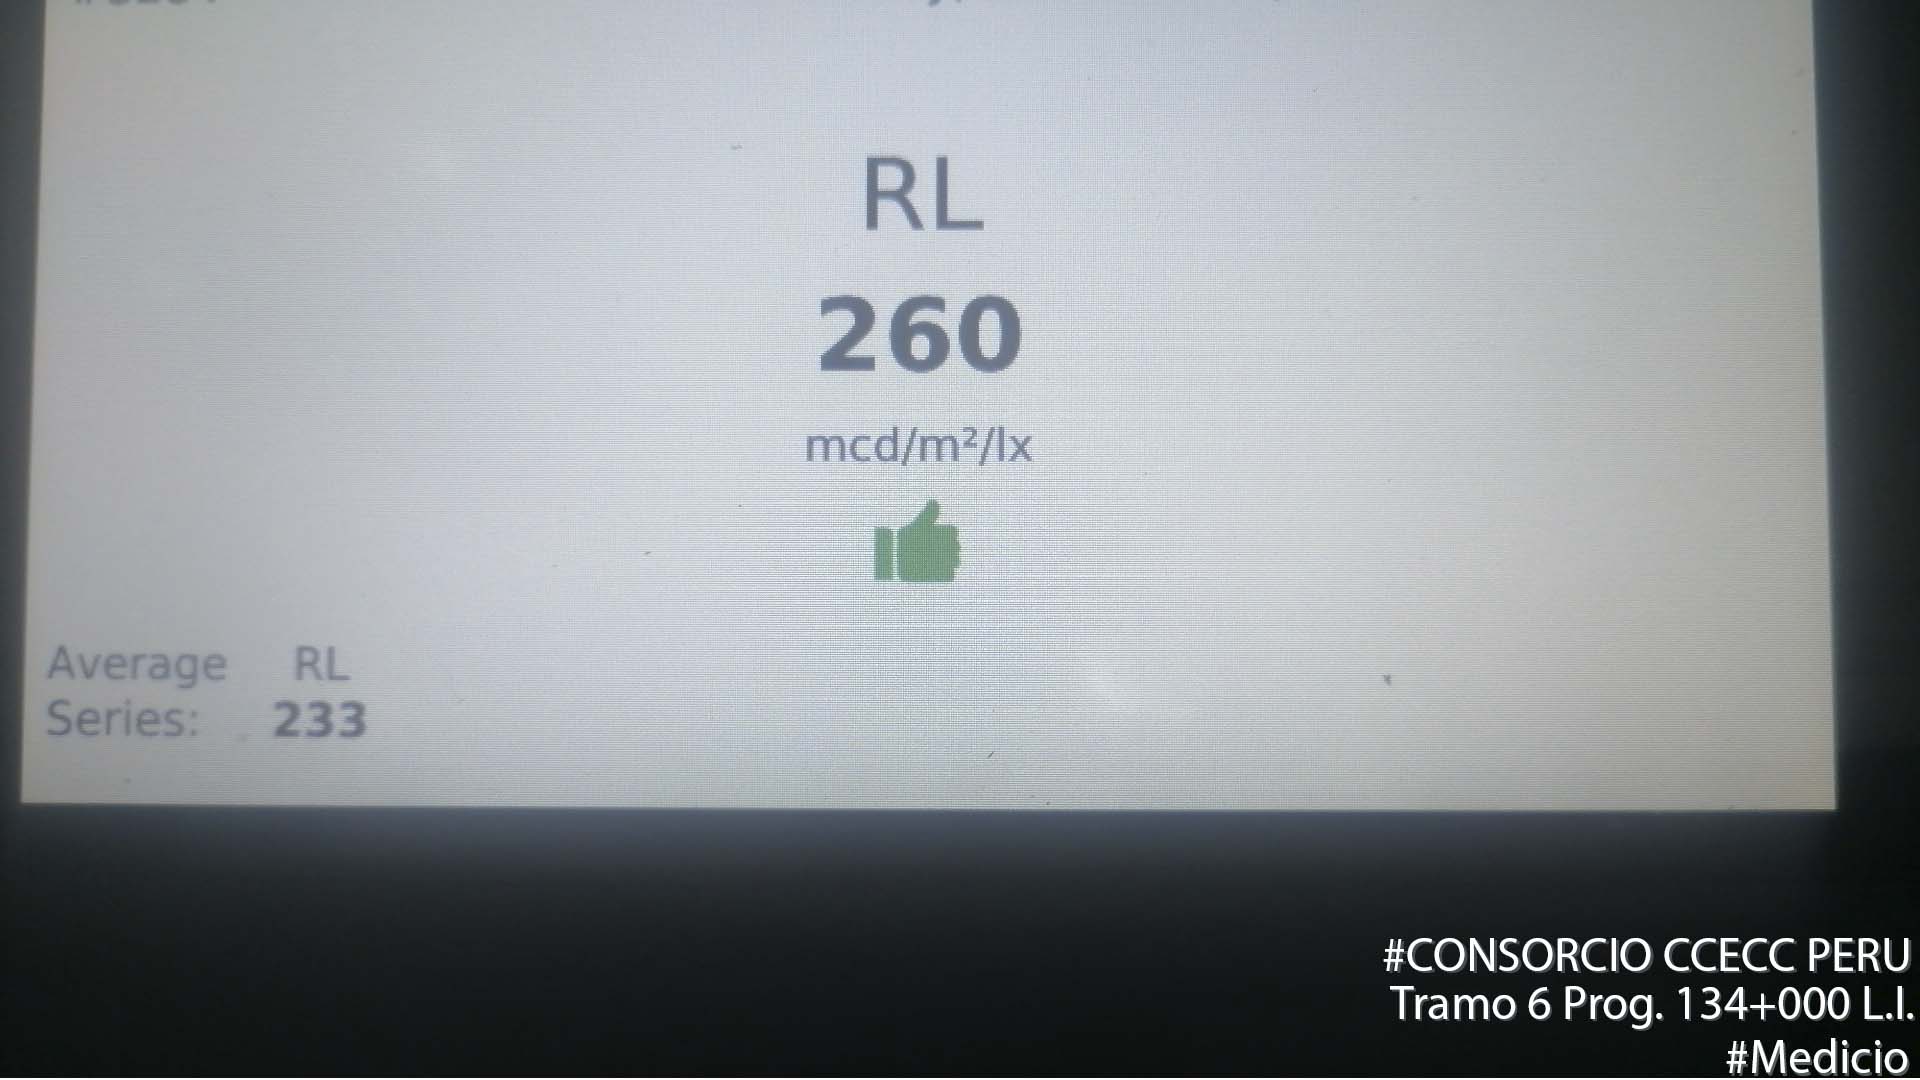 RL
260
mcd/m²/lx
Average RL
Series: 233
#CONSORCIO CCECC PERU
Tramo 6 Prog. 134+000 L.I.
#Medicio